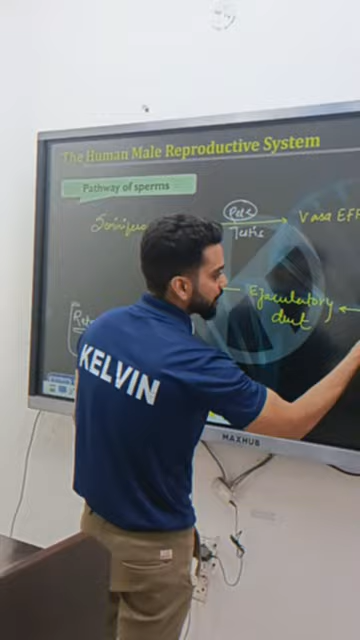 The Human Male Reproductive System
Pathway of sperms
Rete
Testis
Vasa EFF
Ejaculatory
duct
KELVIN
MAXHUB